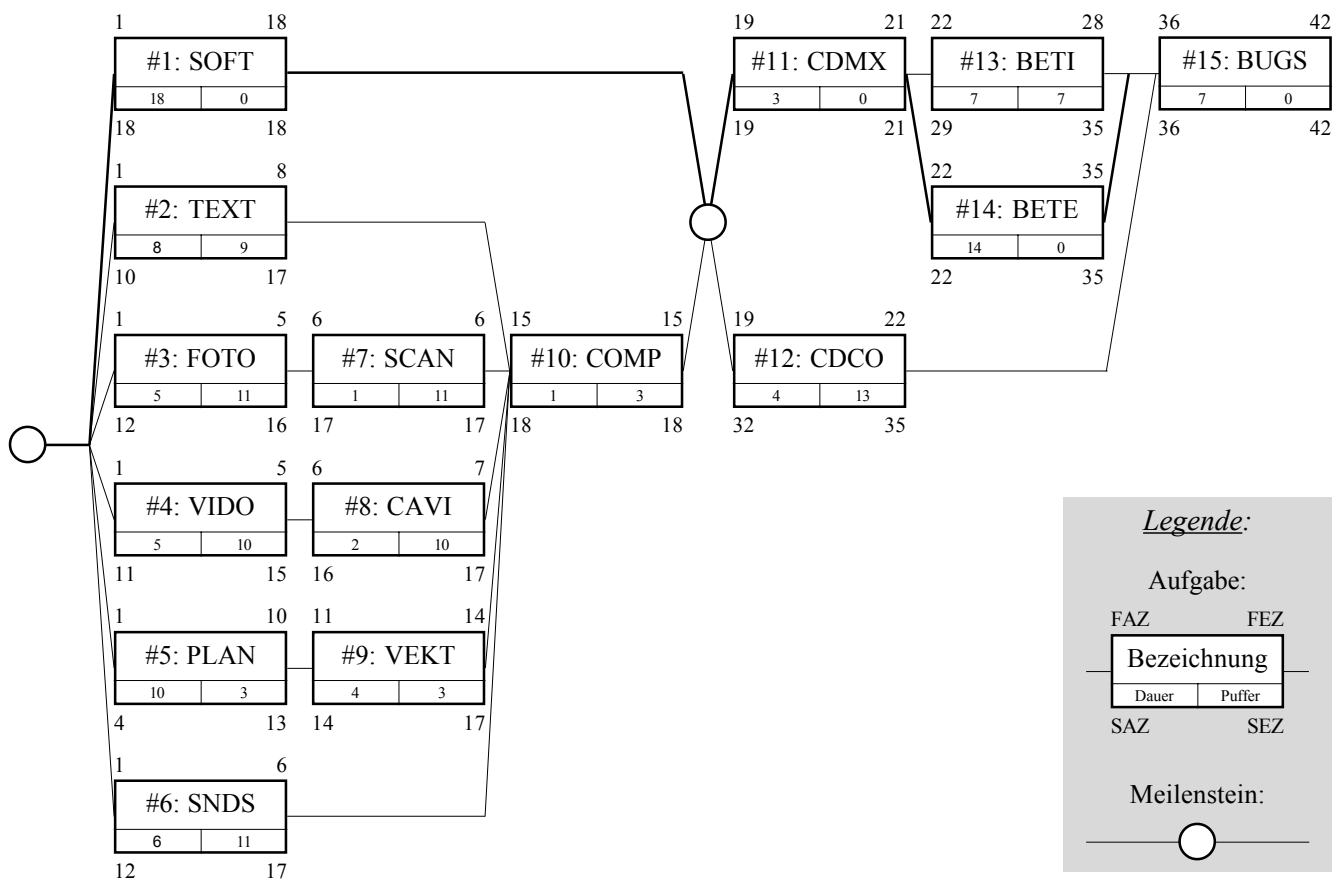 1 18
#1: SOFT
18 0
18 18
1 8
#2: TEXT
8 9
10 17
1 5
#3: FOTO
5 11
12 16
1 5
#4: VIDO
5 10
11 15
1 10
#5: PLAN
10 3
4 13
1 6
#6: SNDS
6 11
12 17
6 6
#7: SCAN
1 11
17 17
6 7
#8: CAVI
2 10
16 17
11 14
#9: VEKT
4 3
14 17
15 15
#10: COMP
1 3
18 18
19 21
#11: CDMX
3 0
19 21
19 22
#12: CDCO
4 13
32 35
22 28
#13: BETI
7 7
29 35
22 35
#14: BETE
14 0
22 35
36 42
#15: BUGS
7 0
36 42
Legende:
Aufgabe:
FAZ FEZ
Bezeichnung
Dauer Puffer
SAZ SEZ
Meilenstein: